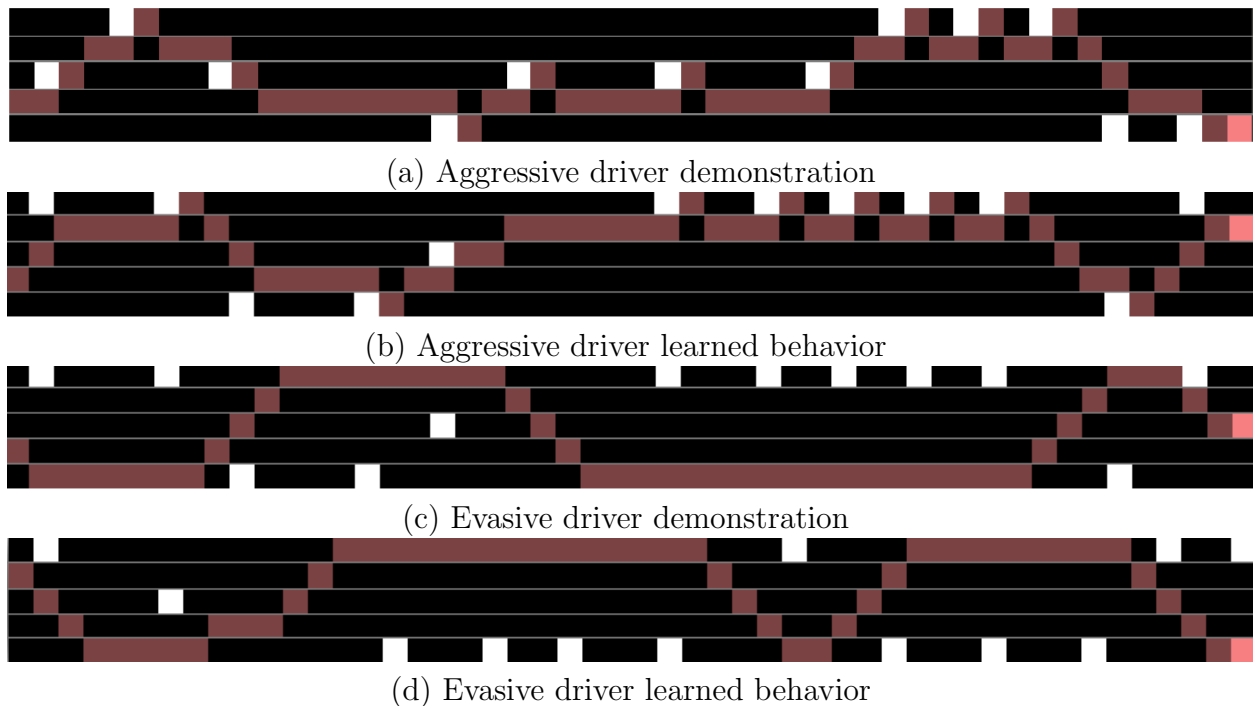 (a) Aggressive driver demonstration
(b) Aggressive driver learned behavior
(c) Evasive driver demonstration
(d) Evasive driver learned behavior